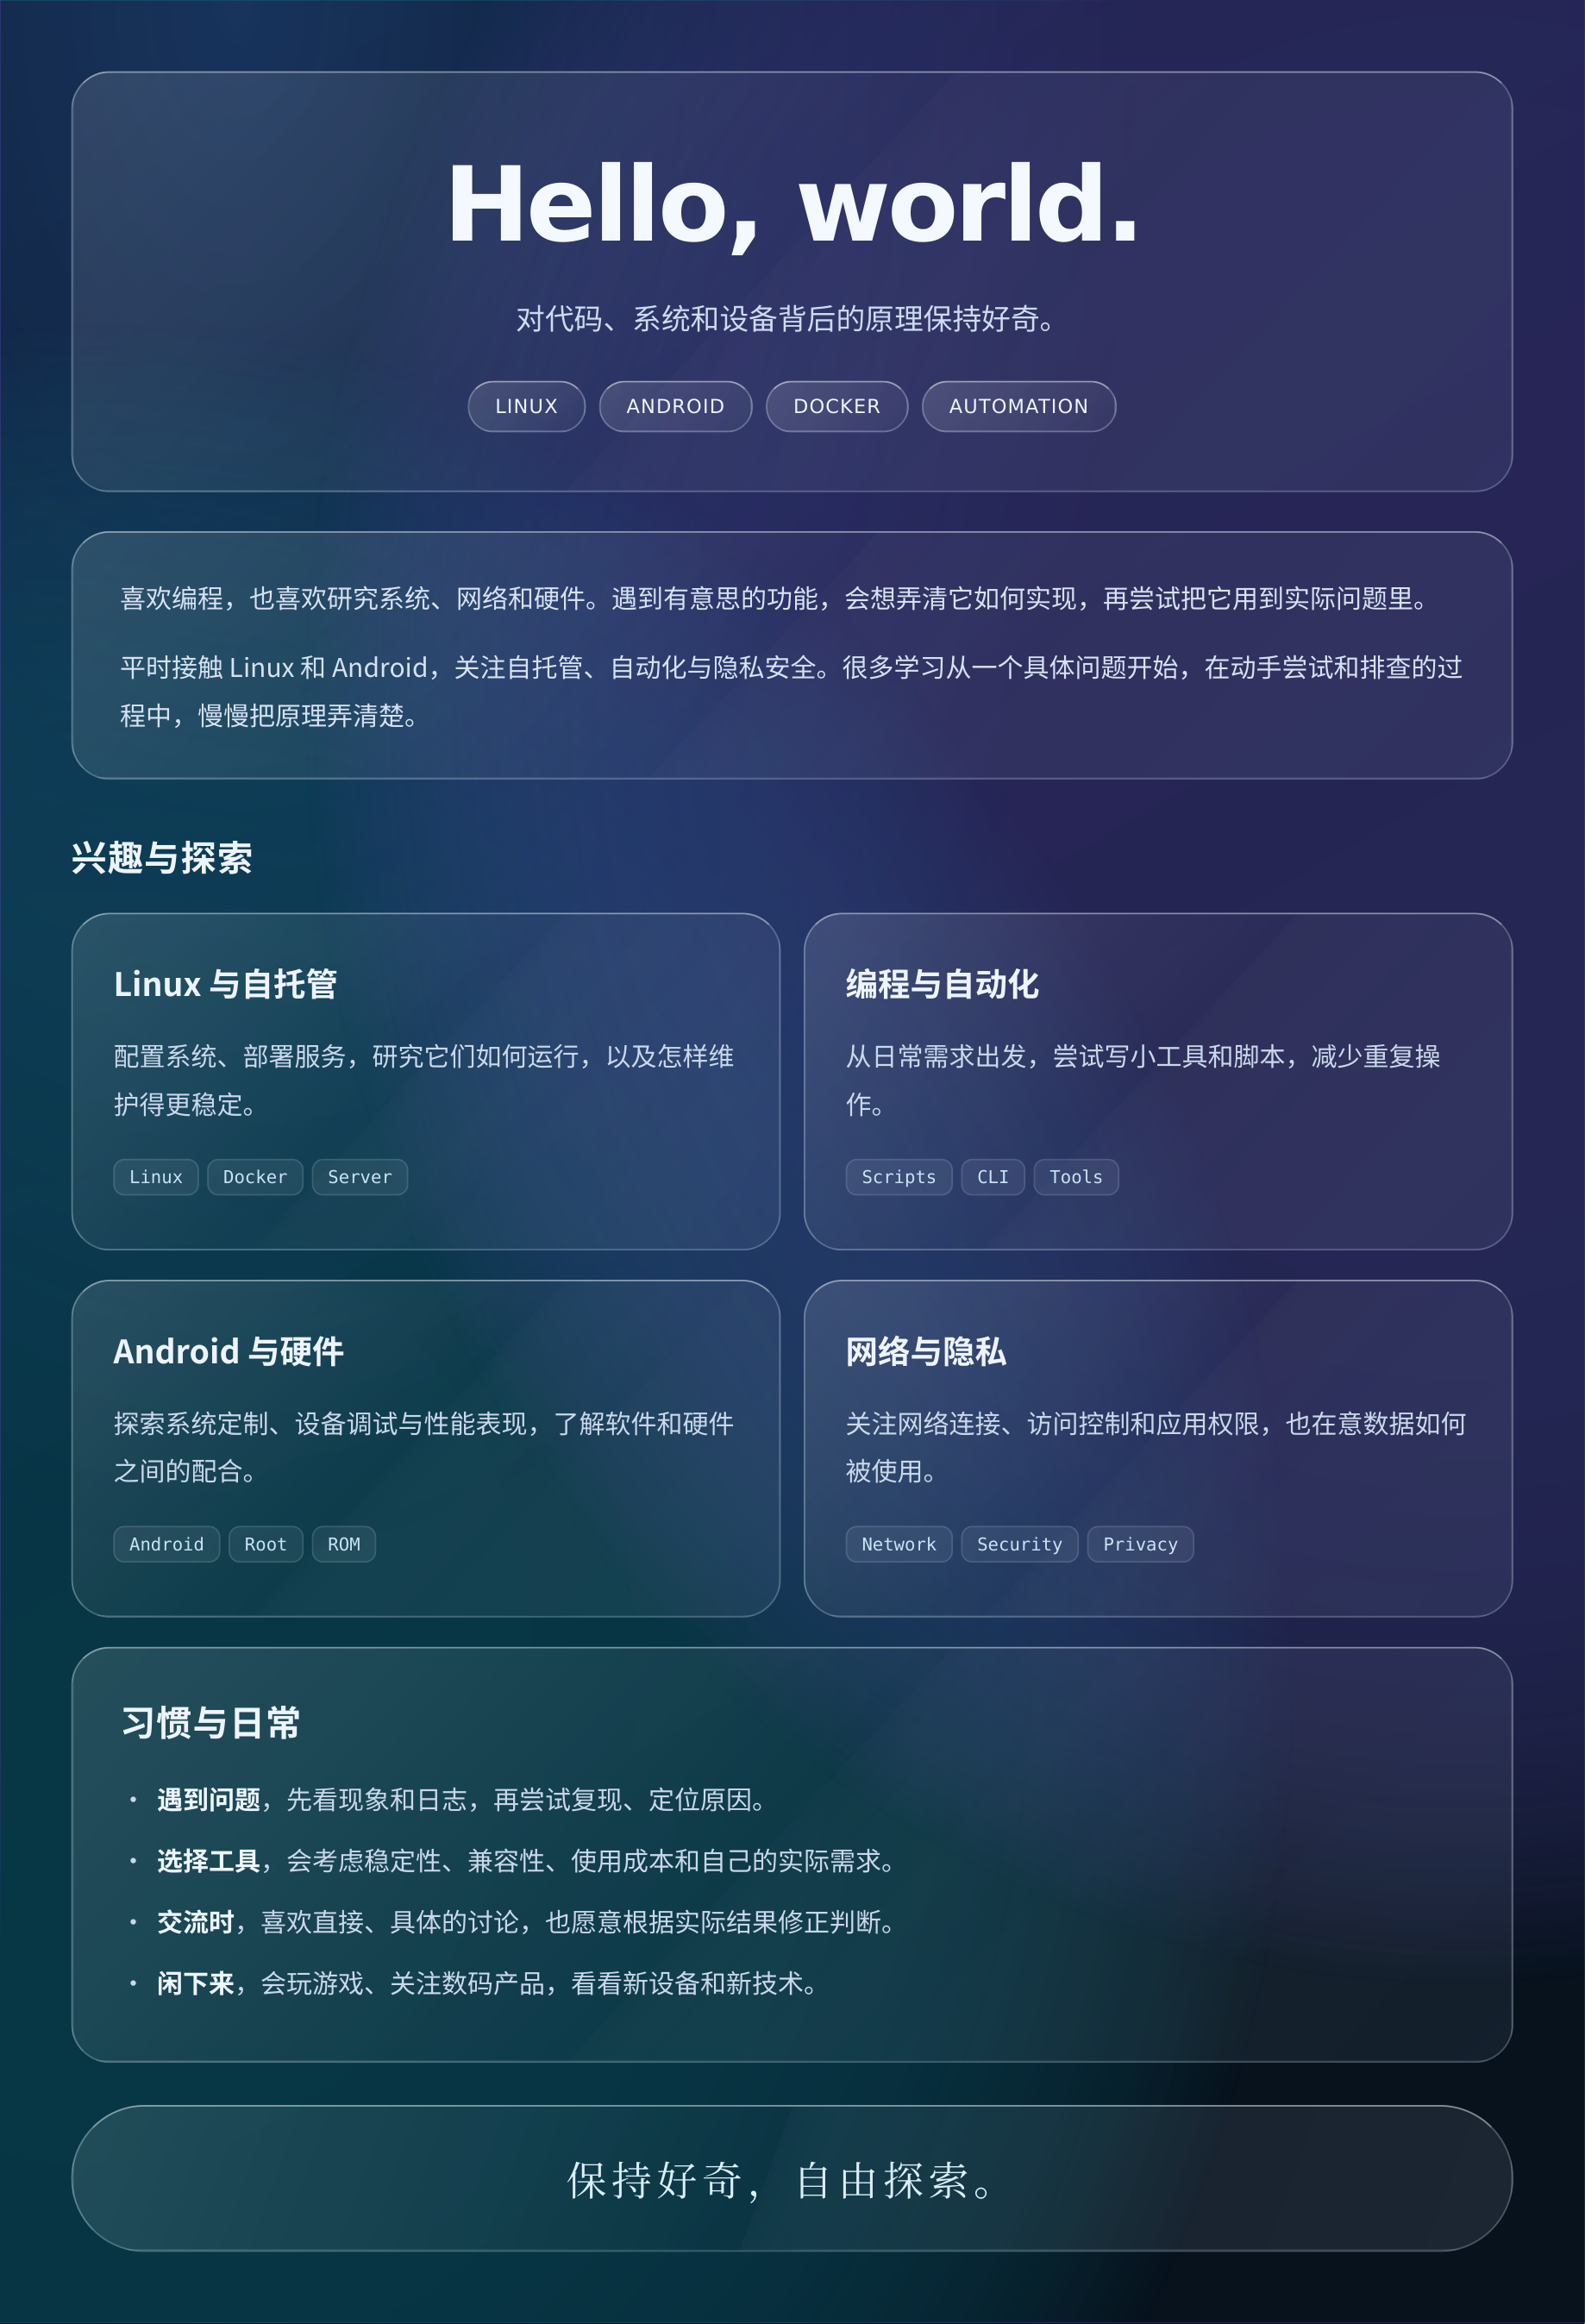 Hello, world.
对代码、系统和设备背后的原理保持好奇。
LINUX ANDROID DOCKER AUTOMATION
喜欢编程，也喜欢研究系统、网络和硬件。遇到有意思的功能，会想弄清它如何实现，再尝试把它用到实际问题里。
平时接触 Linux 和 Android，关注自托管、自动化与隐私安全。很多学习从一个具体问题开始，在动手尝试和排查的过
程中，慢慢把原理弄清楚。
兴趣与探索
Linux 与自托管
配置系统、部署服务，研究它们如何运行，以及怎样维
护得更稳定。
Linux Docker Server
编程与自动化
从日常需求出发，尝试写小工具和脚本，减少重复操
作。
Scripts CLI Tools
Android 与硬件
探索系统定制、设备调试与性能表现，了解软件和硬件
之间的配合。
Android Root ROM
网络与隐私
关注网络连接、访问控制和应用权限，也在意数据如何
被使用。
Network Security Privacy
习惯与日常
• 遇到问题，先看现象和日志，再尝试复现、定位原因。
• 选择工具，会考虑稳定性、兼容性、使用成本和自己的实际需求。
• 交流时，喜欢直接、具体的讨论，也愿意根据实际结果修正判断。
• 闲下来，会玩游戏、关注数码产品，看看新设备和新技术。
保持好奇，自由探索。